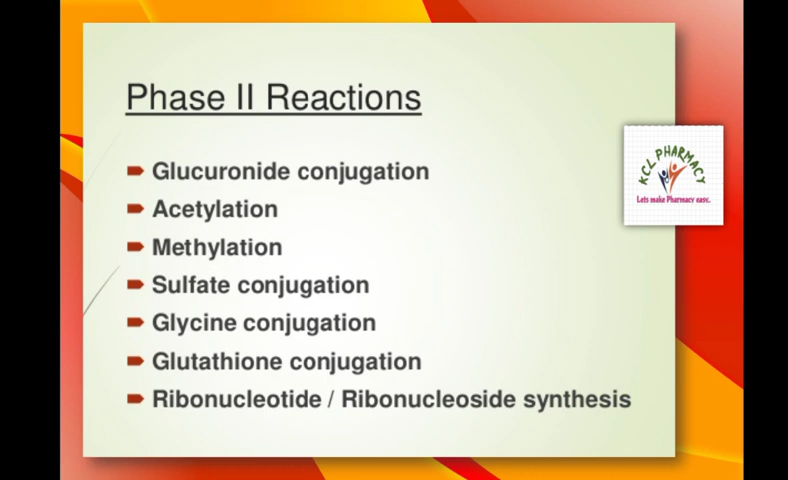 Phase II Reactions
Glucuronide conjugation
Acetylation
Methylation
Sulfate conjugation
Glycine conjugation
Glutathione conjugation
Ribonucleotide / Ribonucleoside synthesis
KCL PHARMACY
Lets make Pharmacy easy.